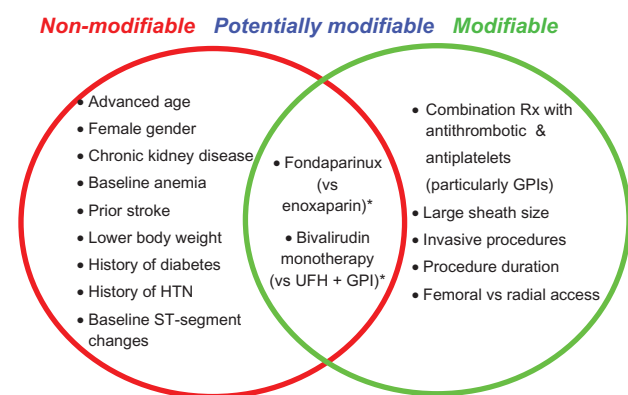 Non-modifiable Potentially modifiable Modifiable
• Advanced age
• Female gender
• Chronic kidney disease
• Baseline anemia
• Prior stroke
• Lower body weight
• History of diabetes
• History of HTN
• Baseline ST-segment
changes
• Fondaparinux
(vs
enoxaparin)*
• Bivalirudin
monotherapy
(vs UFH + GPI)*
• Combination Rx with
antithrombotic &
antiplatelets
(particularly GPIs)
• Large sheath size
• Invasive procedures
• Procedure duration
• Femoral vs radial access